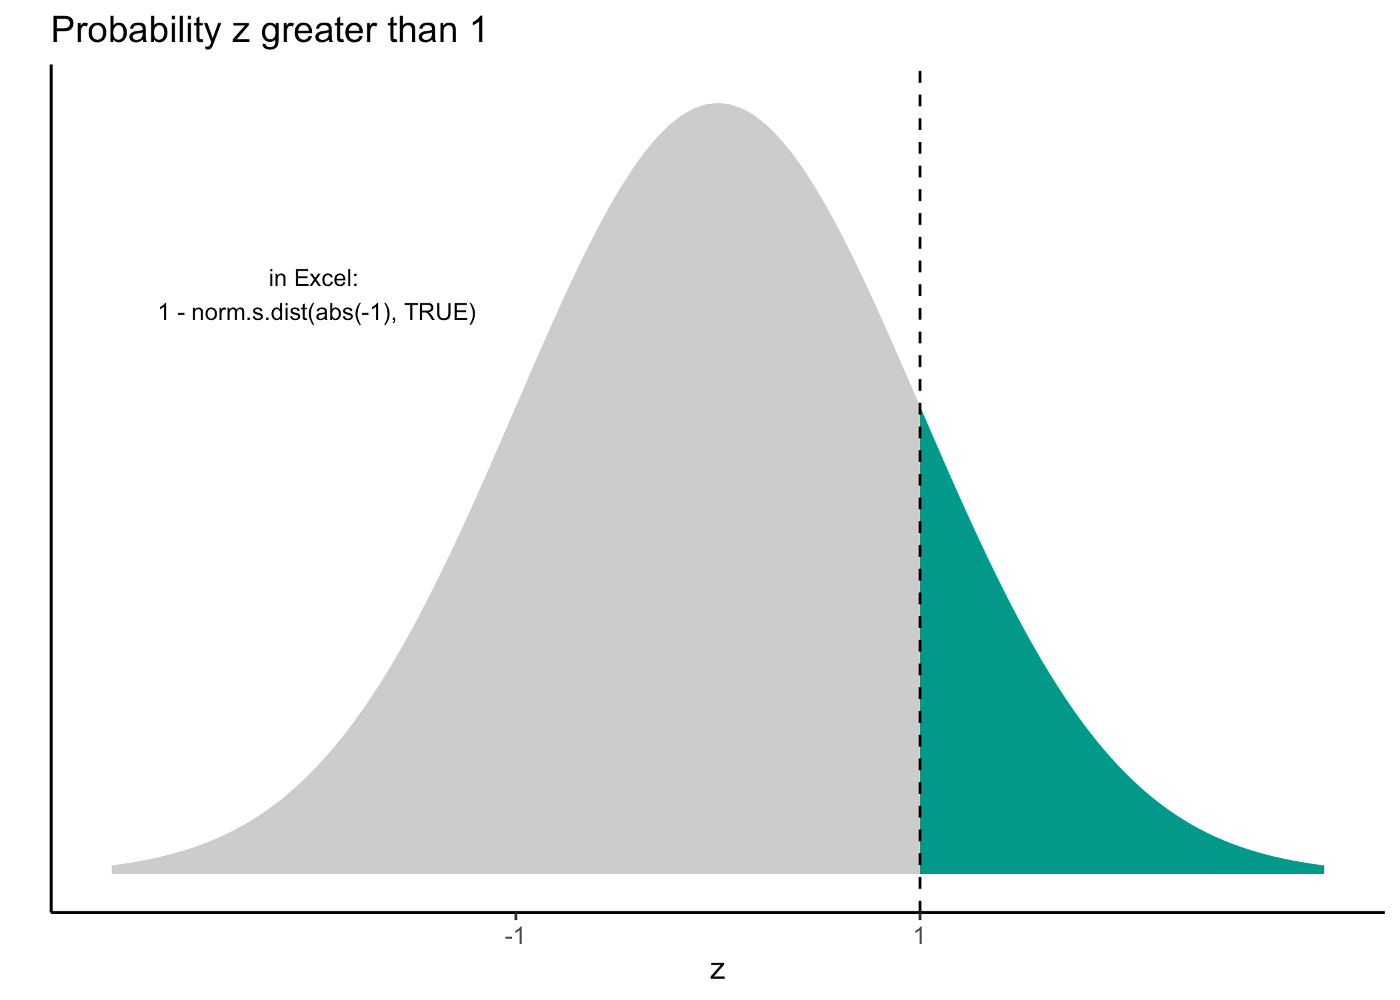 Probability z greater than 1
in Excel:
1 - norm.s.dist(abs(-1), TRUE)
-1
1
z